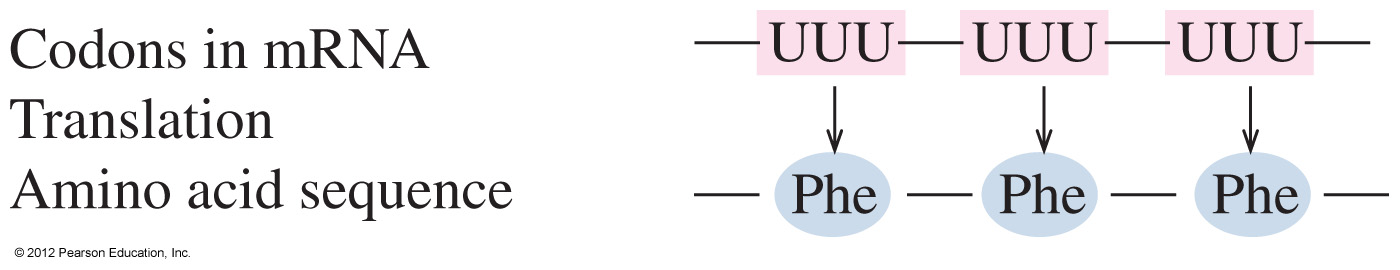 Codons in mRNA
UUU UUU UUU
Translation
Amino acid sequence
Phe Phe Phe
© 2012 Pearson Education, Inc.